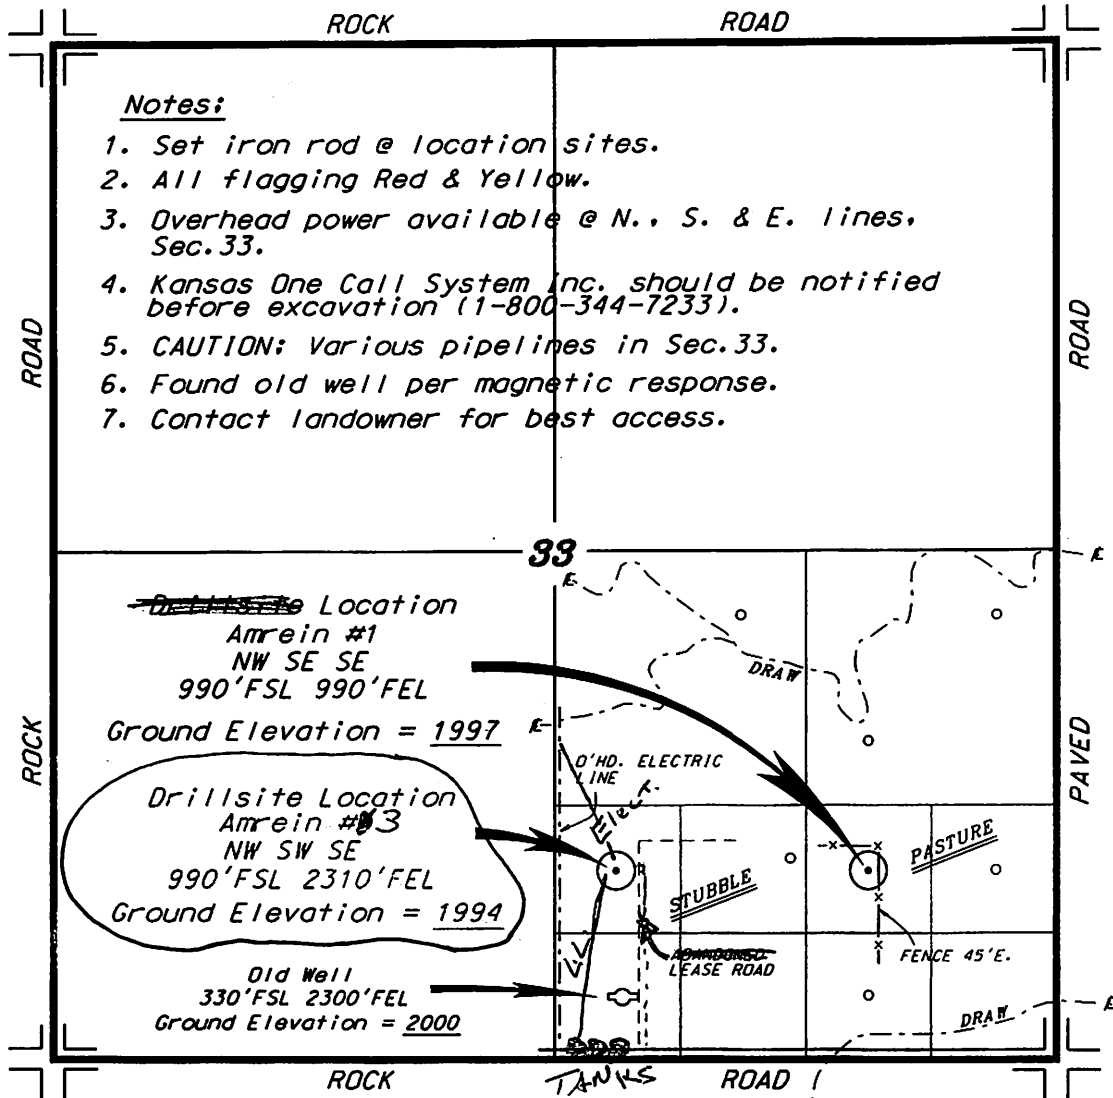 ROCK ROAD
Notes:
1. Set iron rod @ location sites.
2. All flagging Red & Yellow.
3. Overhead power available @ N., S. & E. lines,
Sec.33.
4. Kansas One Call System Inc. should be notified
before excavation (1-800-344-7233).
5. CAUTION: Various pipelines in Sec.33.
6. Found old well per magnetic response.
7. Contact landowner for best access.
ROAD
ROAD
33
Drillsite Location
Amrein #1
NW SE SE
990'FSL 990'FEL
Ground Elevation = 1997
DRAW
ROCK
PAVED
O'HD. ELECTRIC
LINE
Elect.
Drillsite Location
Amrein #3
NW SW SE
990'FSL 2310'FEL
Ground Elevation = 1994
PASTURE
STUBBLE
L.L.
ABANDONED
LEASE ROAD
FENCE 45'E.
Old Well
330'FSL 2300'FEL
Ground Elevation = 2000
DRAW
TANKS
ROCK ROAD